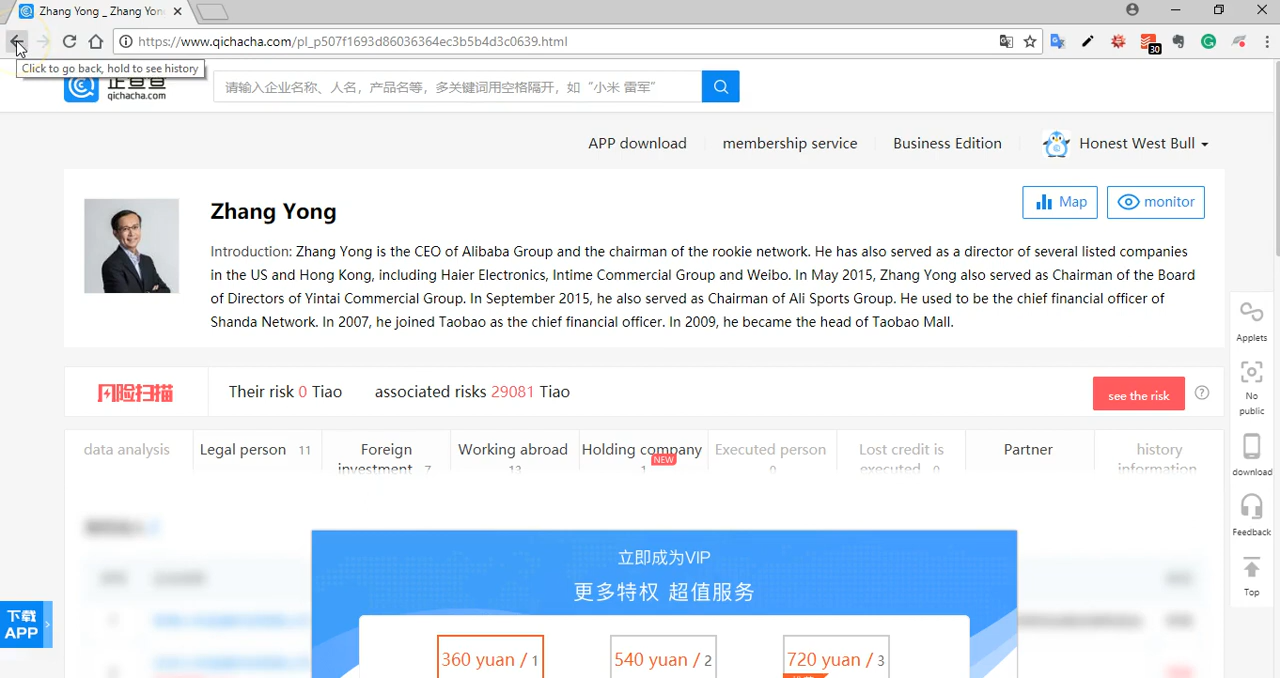 Zhang Yong _ Zhang Yon
https://www.qichacha.com/pl_p507f1693d86036364ec3b5b4d3c0639.html
30
Click to go back, hold to see history
企查查
qichacha.com
请输入企业名称、人名，产品名等，多关键词用空格隔开，如“小米 雷军”
APP download
membership service
Business Edition
Honest West Bull
Zhang Yong
Map
monitor
Introduction: Zhang Yong is the CEO of Alibaba Group and the chairman of the rookie network. He has also served as a director of several listed companies
in the US and Hong Kong, including Haier Electronics, Intime Commercial Group and Weibo. In May 2015, Zhang Yong also served as Chairman of the Board
of Directors of Yintai Commercial Group. In September 2015, he also served as Chairman of Ali Sports Group. He used to be the chief financial officer of
Shanda Network. In 2007, he joined Taobao as the chief financial officer. In 2009, he became the head of Taobao Mall.
Applets
风险扫描
Their risk 0 Tiao
associated risks 29081 Tiao
see the risk
?
No
public
data analysis
Legal person 11
Foreign
investment 7
Working abroad
13
Holding company
1
NEW
Executed person
0
Lost credit is
executed 0
Partner
history
information
download
Feedback
Top
下载
APP
立即成为VIP
更多特权 超值服务
360 yuan / 1
540 yuan / 2
720 yuan / 3